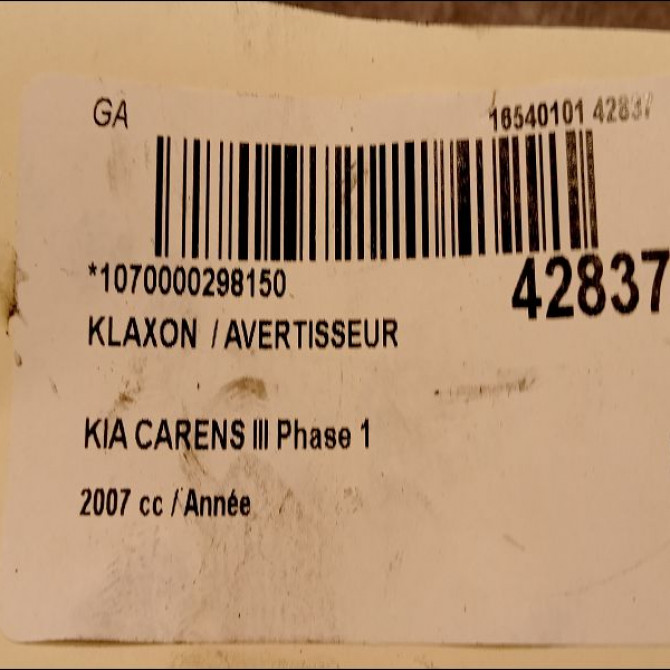 GA
16540101 42837
*1070000298150
42837
KLAXON / AVERTISSEUR
KIA CARENS III Phase 1
2007 cc / Année